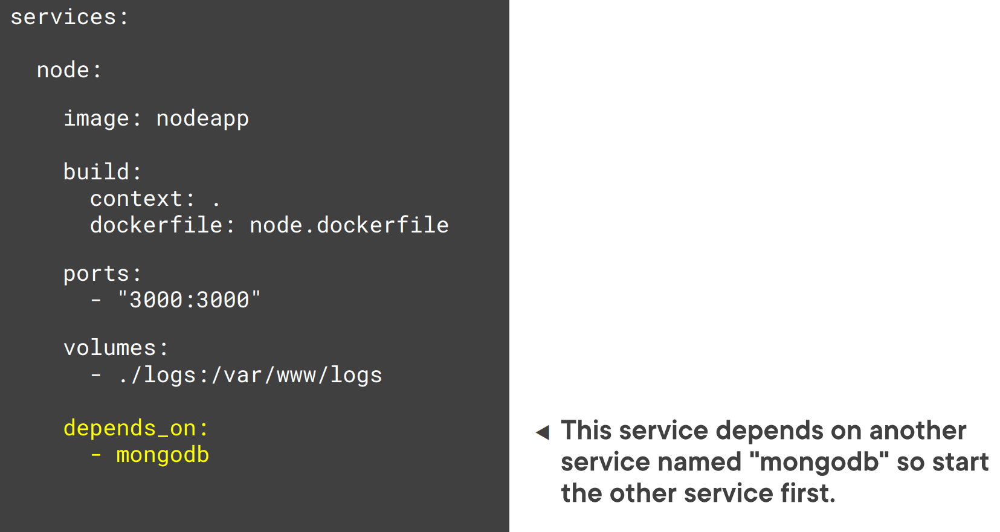 services:
node:
image: nodeapp
build:
context: .
dockerfile: node.dockerfile
ports:
- "3000:3000"
volumes:
- ./logs:/var/www/logs
depends_on:
- mongodb
This service depends on another
service named "mongodb" so start
the other service first.